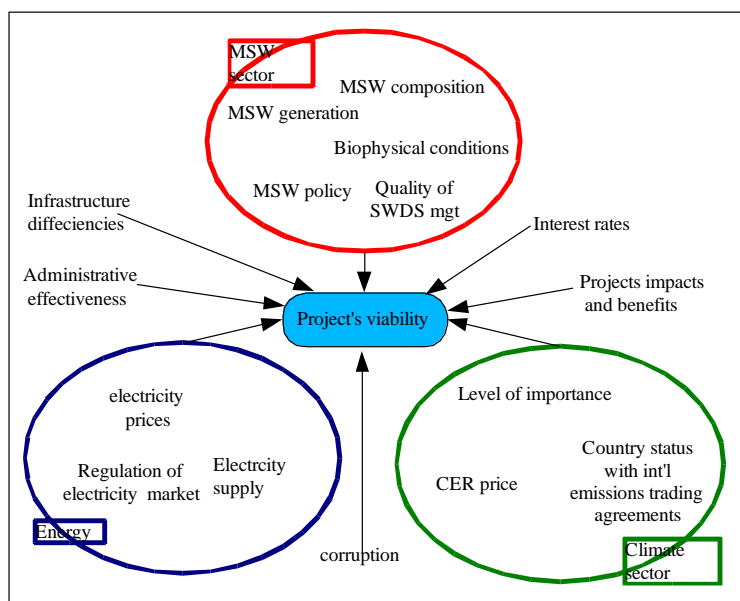 MSW
sector
MSW composition
MSW generation
Biophysical conditions
MSW policy
Quality of
SWDS mgt
Infrastructure
diffeciencies
Interest rates
Administrative
effectiveness
Projects impacts
and benefits
Project's viability
electricity
prices
Regulation of
electricity market
Electrcity
supply
Energy
corruption
Level of importance
CER price
Country status
with int'l
emissions trading
agreements
Climate
sector